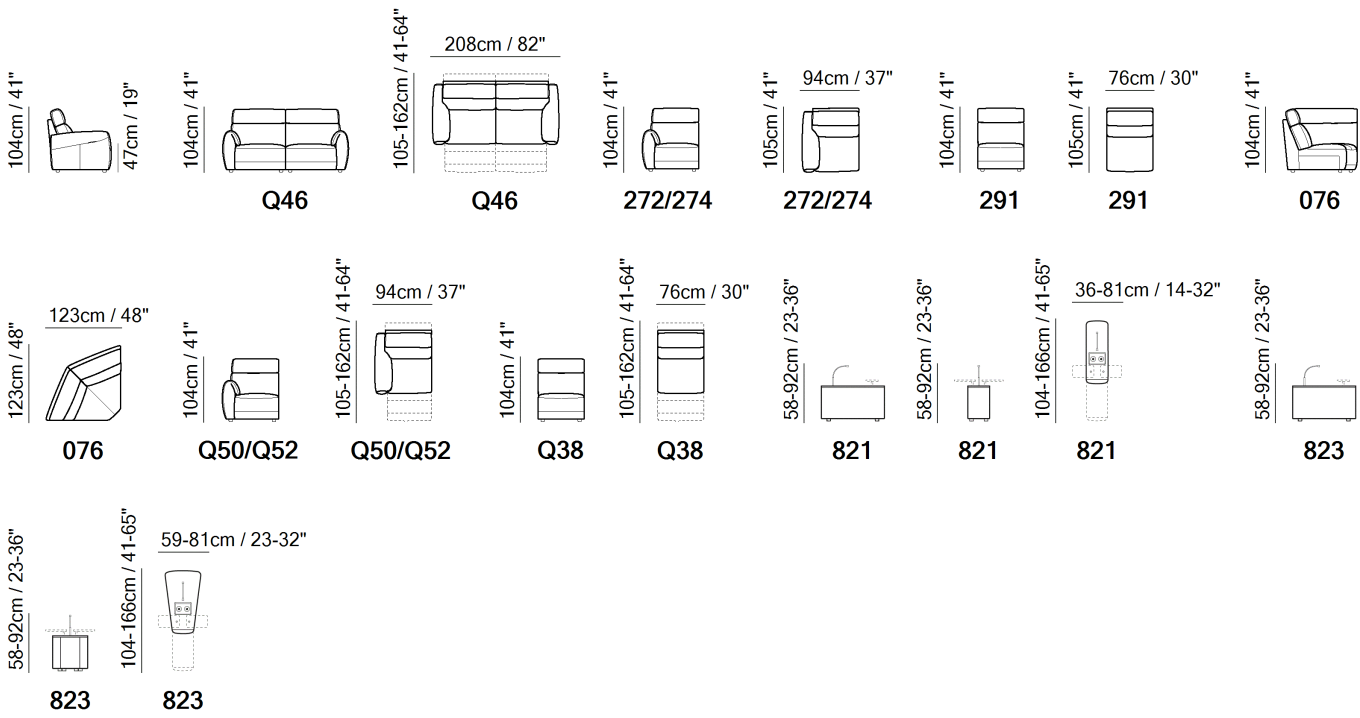 104cm / 41"
47cm / 19"
104cm / 41"
Q46
105-162cm / 41-64"
208cm / 82"
Q46
104cm / 41"
272/274
105cm / 41"
94cm / 37"
272/274
104cm / 41"
291
105cm / 41"
76cm / 30"
291
104cm / 41"
076
123cm / 48"
123cm / 48"
076
104cm / 41"
Q50/Q52
105-162cm / 41-64"
94cm / 37"
Q50/Q52
104cm / 41"
Q38
105-162cm / 41-64"
76cm / 30"
Q38
58-92cm / 23-36"
821
58-92cm / 23-36"
821
104-166cm / 41-65"
36-81cm / 14-32"
821
58-92cm / 23-36"
823
58-92cm / 23-36"
823
104-166cm / 41-65"
59-81cm / 23-32"
823